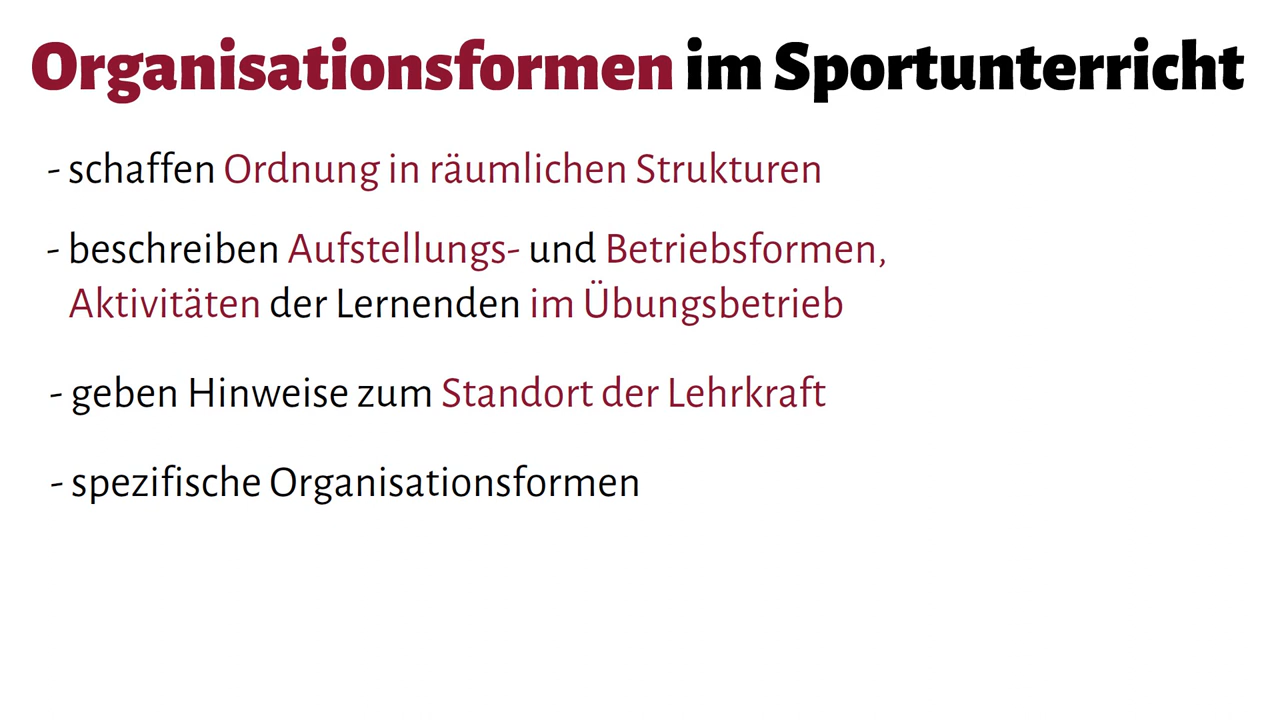 Organisationsformen im Sportunterricht
- schaffen Ordnung in räumlichen Strukturen
- beschreiben Aufstellungs- und Betriebsformen,
Aktivitäten der Lernenden im Übungsbetrieb
- geben Hinweise zum Standort der Lehrkraft
- spezifische Organisationsformen